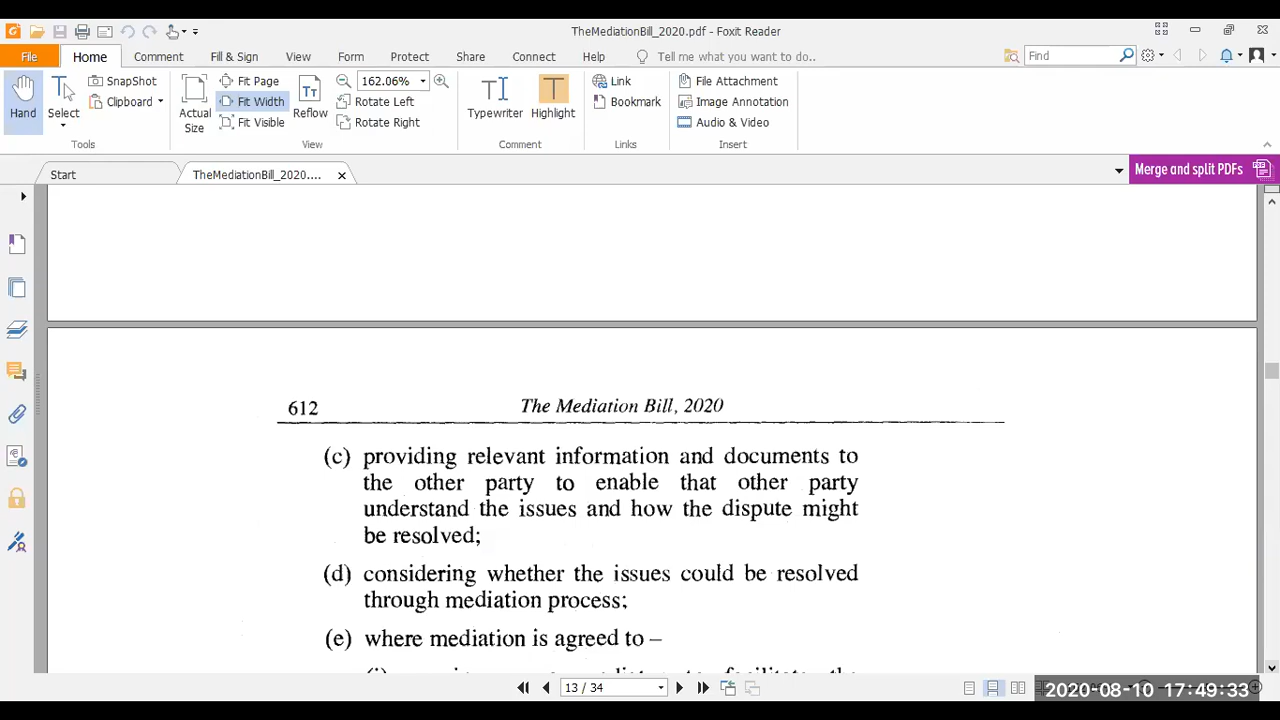 TheMediationBill_2020.pdf - Foxit Reader
File Home Comment Fill & Sign View Form Protect Share Connect Help Tell me what you want to do.. Find
Hand Select SnapShot Clipboard Actual Size Fit Page Fit Width Fit Visible Reflow 162.06% Rotate Left Rotate Right Typewriter Highlight Link Bookmark File Attachment Image Annotation Audio & Video
Tools View Comment Links Insert
Start TheMediationBill_2020.... Merge and split PDFs
612 The Mediation Bill, 2020
(c) providing relevant information and documents to
the other party to enable that other party
understand the issues and how the dispute might
be resolved;
(d) considering whether the issues could be resolved
through mediation process;
(e) where mediation is agreed to –
13 / 34
2020-08-10 17:49:33